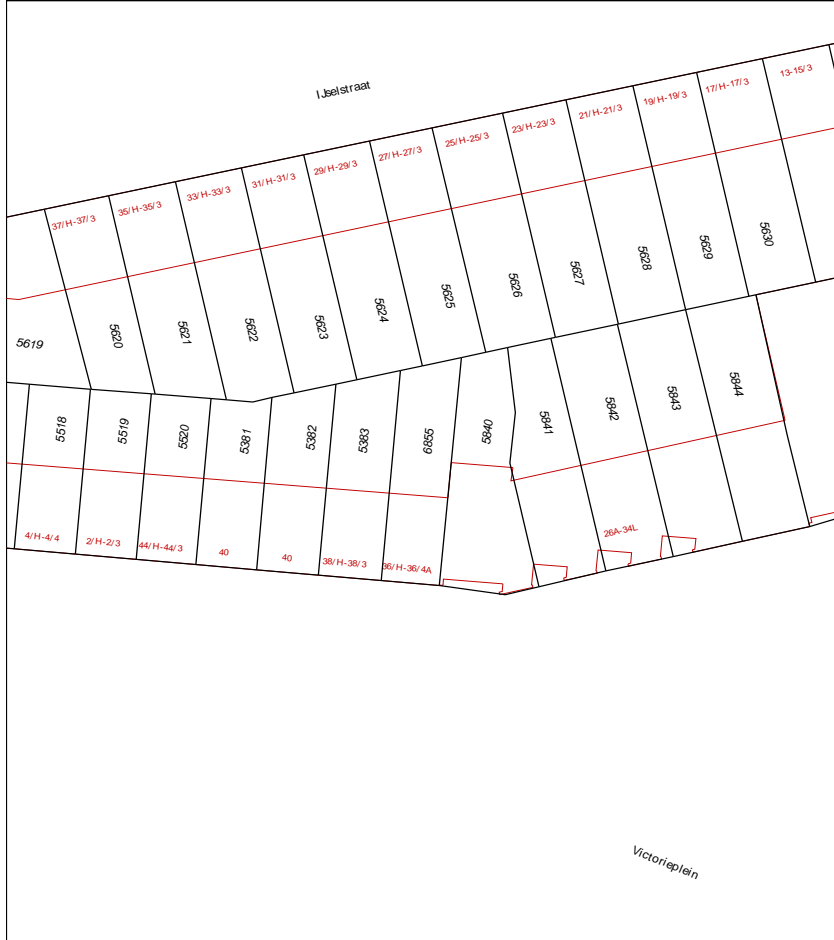 IJselstraat
13-15/3
17/H-17/3
19/H-19/3
21/H-21/3
23/H-23/3
25/H-25/3
27/H-27/3
29/H-29/3
31/H-31/3
33/H-33/3
35/H-35/3
37/H-37/3
5619
5620
5621
5622
5623
5624
5625
5626
5627
5628
5629
5630
5518
5519
5520
5381
5382
5383
6855
5840
5841
5842
5843
5844
4/H-4/4
2/H-2/3
44/H-44/3
40
40
38/H-38/3
36/H-36/4A
26A-34L
Victorieplein